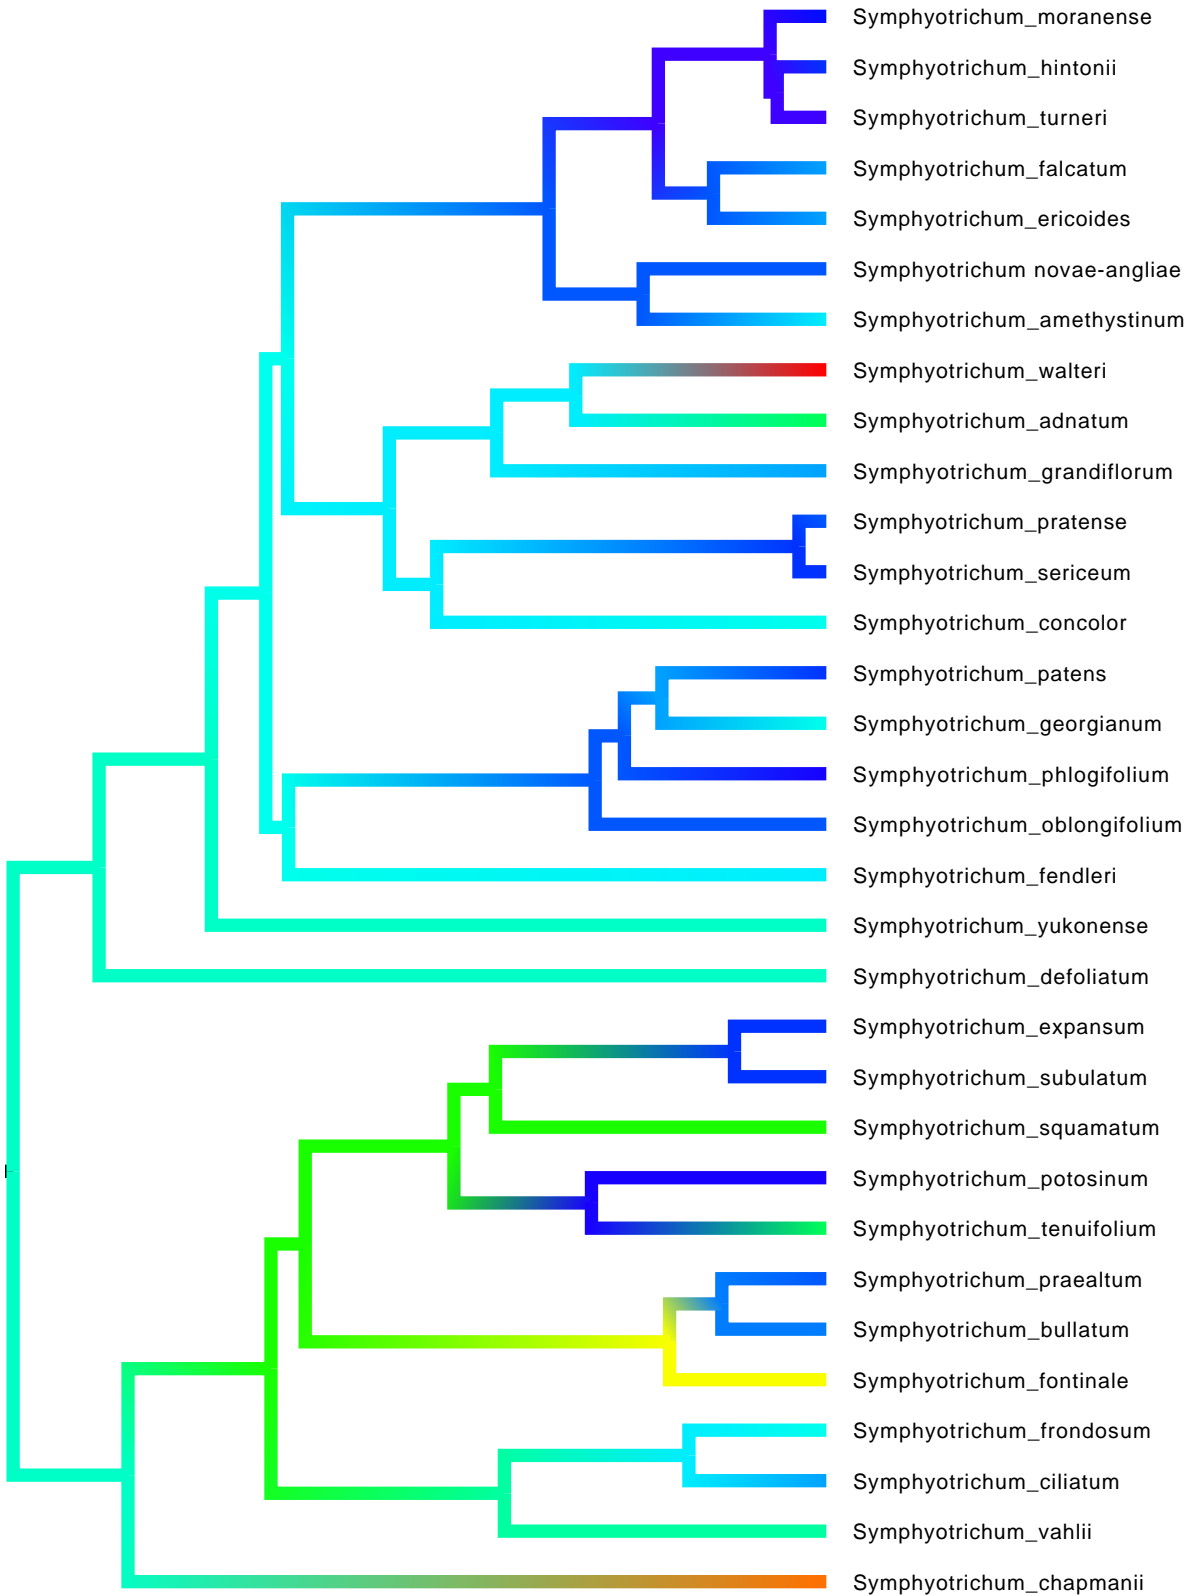 Symphyotrichum_moranense
Symphyotrichum_hintonii
Symphyotrichum_turneri
Symphyotrichum_falcatum
Symphyotrichum_ericoides
Symphyotrichum novae-angliae
Symphyotrichum_amethystinum
Symphyotrichum_walteri
Symphyotrichum_adnatum
Symphyotrichum_grandiflorum
Symphyotrichum_pratense
Symphyotrichum_sericeum
Symphyotrichum_concolor
Symphyotrichum_patens
Symphyotrichum_georgianum
Symphyotrichum_phlogifolium
Symphyotrichum_oblongifolium
Symphyotrichum_fendleri
Symphyotrichum_yukonense
Symphyotrichum_defoliatum
Symphyotrichum_expansum
Symphyotrichum_subulatum
Symphyotrichum_squamatum
Symphyotrichum_potosinum
Symphyotrichum_tenuifolium
Symphyotrichum_praealtum
Symphyotrichum_bullatum
Symphyotrichum_fontinale
Symphyotrichum_frondosum
Symphyotrichum_ciliatum
Symphyotrichum_vahlii
Symphyotrichum_chapmanii